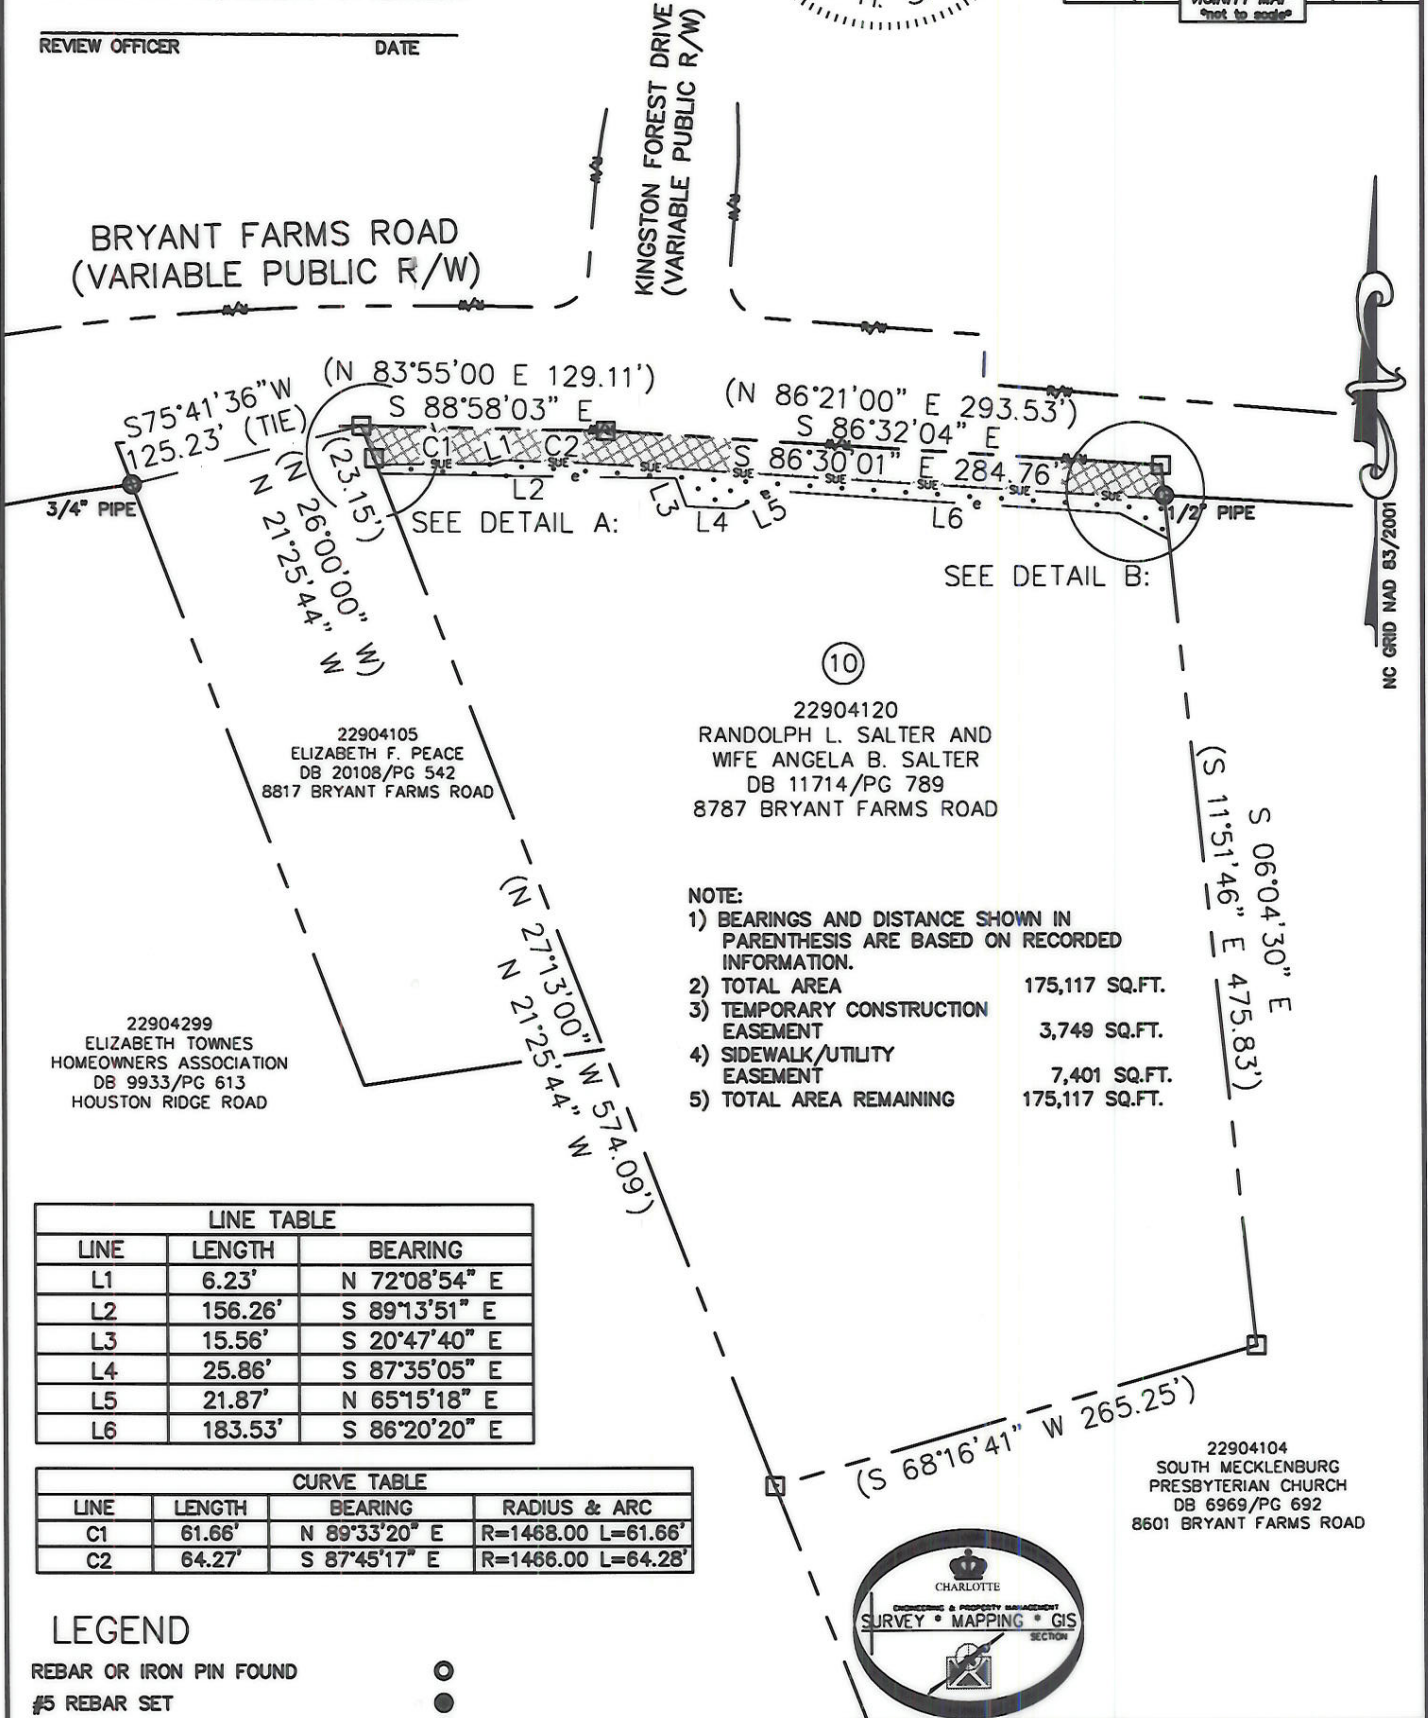 REVIEW OFFICER DATE
*not to scale*
KINGSTON FOREST DRIVE
(VARIABLE PUBLIC R/W)
BRYANT FARMS ROAD
(VARIABLE PUBLIC R/W)
S75°41'36"W
125.23' (TIE)
(N 83°55'00 E 129.11')
S 88°58'03" E
(N 86°21'00" E 293.53')
S 86°32'04" E
S 86°30'01" E 284.76'
C1 L1 C2
SUE SUE SUE SUE SUE SUE SUE
L2 L3 L4 L5 L6
e e e
(23.15')
(N 26°00'00" W)
N 21°25'44" W
3/4" PIPE
1/2" PIPE
SEE DETAIL A:
SEE DETAIL B:
NC GRID NAD 83/2001
10
22904120
RANDOLPH L. SALTER AND
WIFE ANGELA B. SALTER
DB 11714/PG 789
8787 BRYANT FARMS ROAD
22904105
ELIZABETH F. PEACE
DB 20108/PG 542
8817 BRYANT FARMS ROAD
S 06°04'30" E
(S 11°51'46" E 475.83')
(N 27°13'00" W 574.09')
N 21°25'44" W
NOTE:
1) BEARINGS AND DISTANCE SHOWN IN
PARENTHESIS ARE BASED ON RECORDED
INFORMATION.
2) TOTAL AREA 175,117 SQ.FT.
3) TEMPORARY CONSTRUCTION
EASEMENT 3,749 SQ.FT.
4) SIDEWALK/UTILITY
EASEMENT 7,401 SQ.FT.
5) TOTAL AREA REMAINING 175,117 SQ.FT.
22904299
ELIZABETH TOWNES
HOMEOWNERS ASSOCIATION
DB 9933/PG 613
HOUSTON RIDGE ROAD
LINE TABLE
LINE LENGTH BEARING
L1 6.23' N 72°08'54" E
L2 156.26' S 89°13'51" E
L3 15.56' S 20°47'40" E
L4 25.86' S 87°35'05" E
L5 21.87' N 65°15'18" E
L6 183.53' S 86°20'20" E
(S 68°16'41" W 265.25')
22904104
SOUTH MECKLENBURG
PRESBYTERIAN CHURCH
DB 6969/PG 692
8601 BRYANT FARMS ROAD
CURVE TABLE
LINE LENGTH BEARING RADIUS & ARC
C1 61.66' N 89°33'20" E R=1468.00 L=61.66'
C2 64.27' S 87°45'17" E R=1466.00 L=64.28'
CHARLOTTE
ENGINEERING & PROPERTY MANAGEMENT
SURVEY * MAPPING * GIS
SECTION
LEGEND
REBAR OR IRON PIN FOUND
#5 REBAR SET